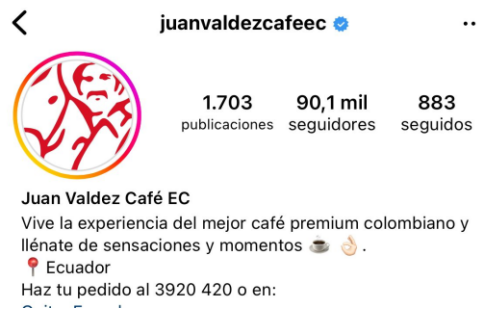 juanvaldezcafeec
1.703 90,1 mil 883
publicaciones seguidores seguidos
Juan Valdez Café EC
Vive la experiencia del mejor café premium colombiano y
llénate de sensaciones y momentos ☕ 👌🏻.
📍 Ecuador
Haz tu pedido al 3920 420 o en: